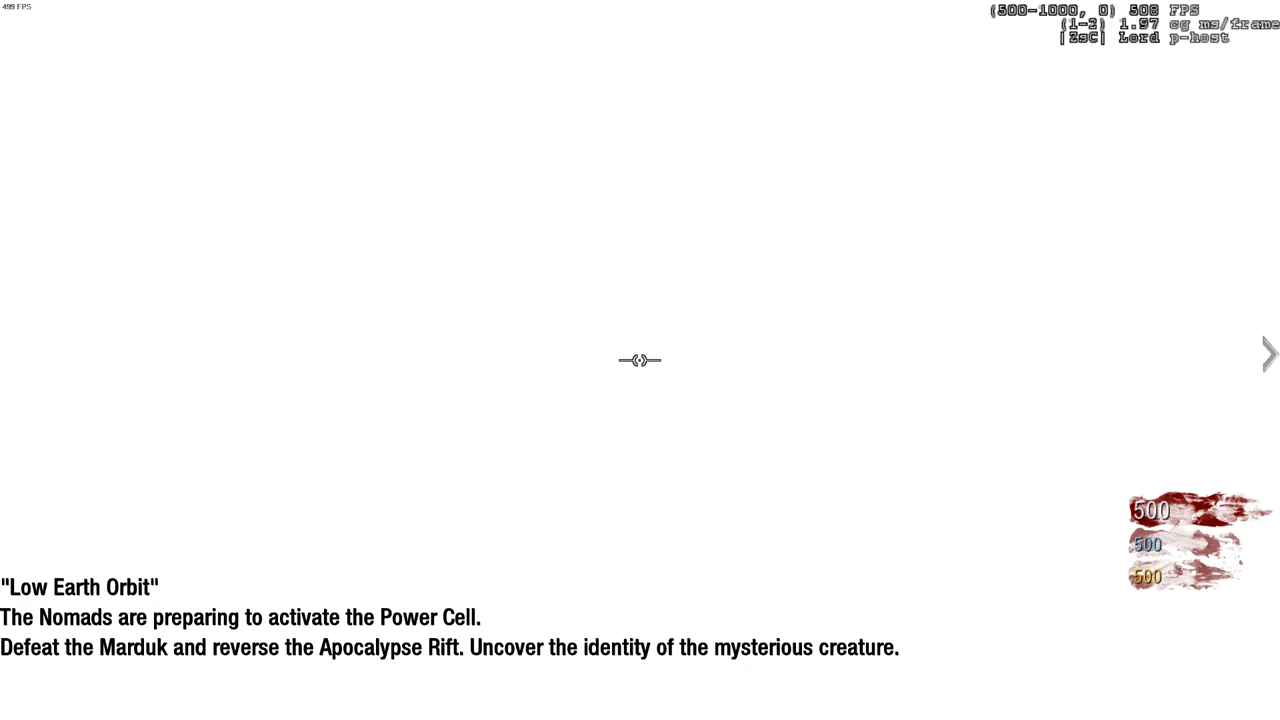 499 FPS
(500-1000, 0) 508 FPS
(1-2) 1.97 cg ms/frame
|ZsC| Lord p-host
500
500
500
"Low Earth Orbit"
The Nomads are preparing to activate the Power Cell.
Defeat the Marduk and reverse the Apocalypse Rift. Uncover the identity of the mysterious creature.